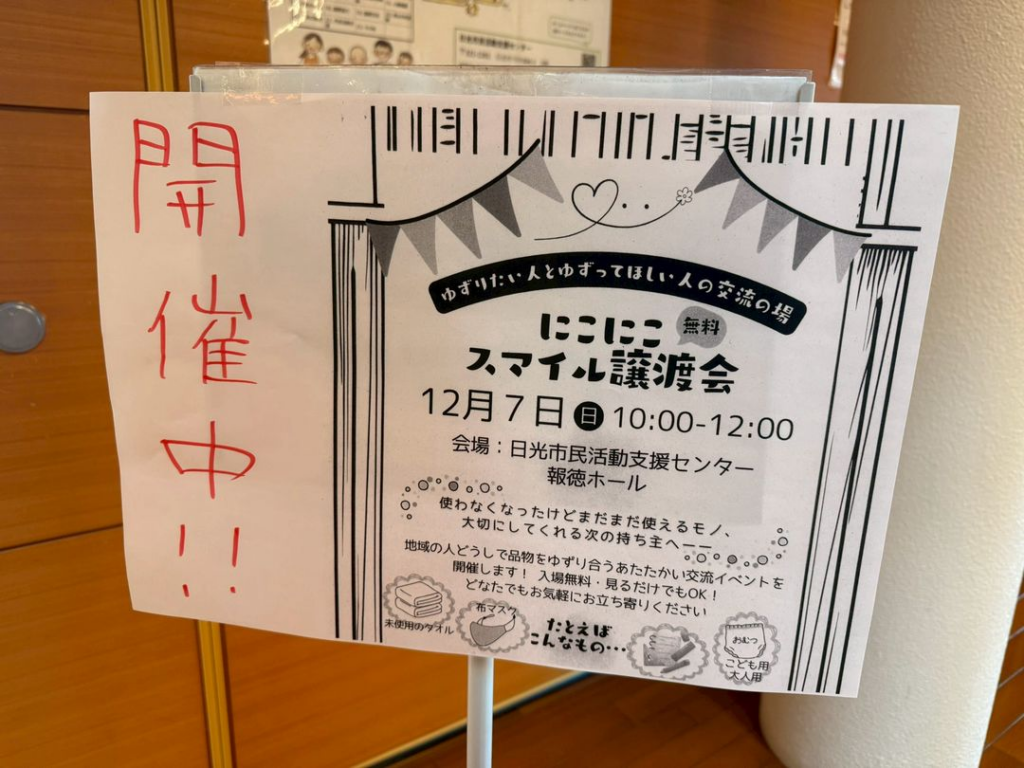 開催中!!
ゆずりたい人とゆずってほしい人の交流の場
にこにこ
無料
スマイル譲渡会
12月7日 日 10:00-12:00
会場：日光市民活動支援センター
報徳ホール
使わなくなったけどまだまだ使えるモノ、
大切にしてくれる次の持ち主へーー
地域の人どうしで品物をゆずり合うあたたかい交流イベントを
開催します！ 入場無料・見るだけでもOK！
どなたでもお気軽にお立ち寄りください
未使用のタオル
布マスク
たとえば
こんなもの…
おむつ
こども用
大人用